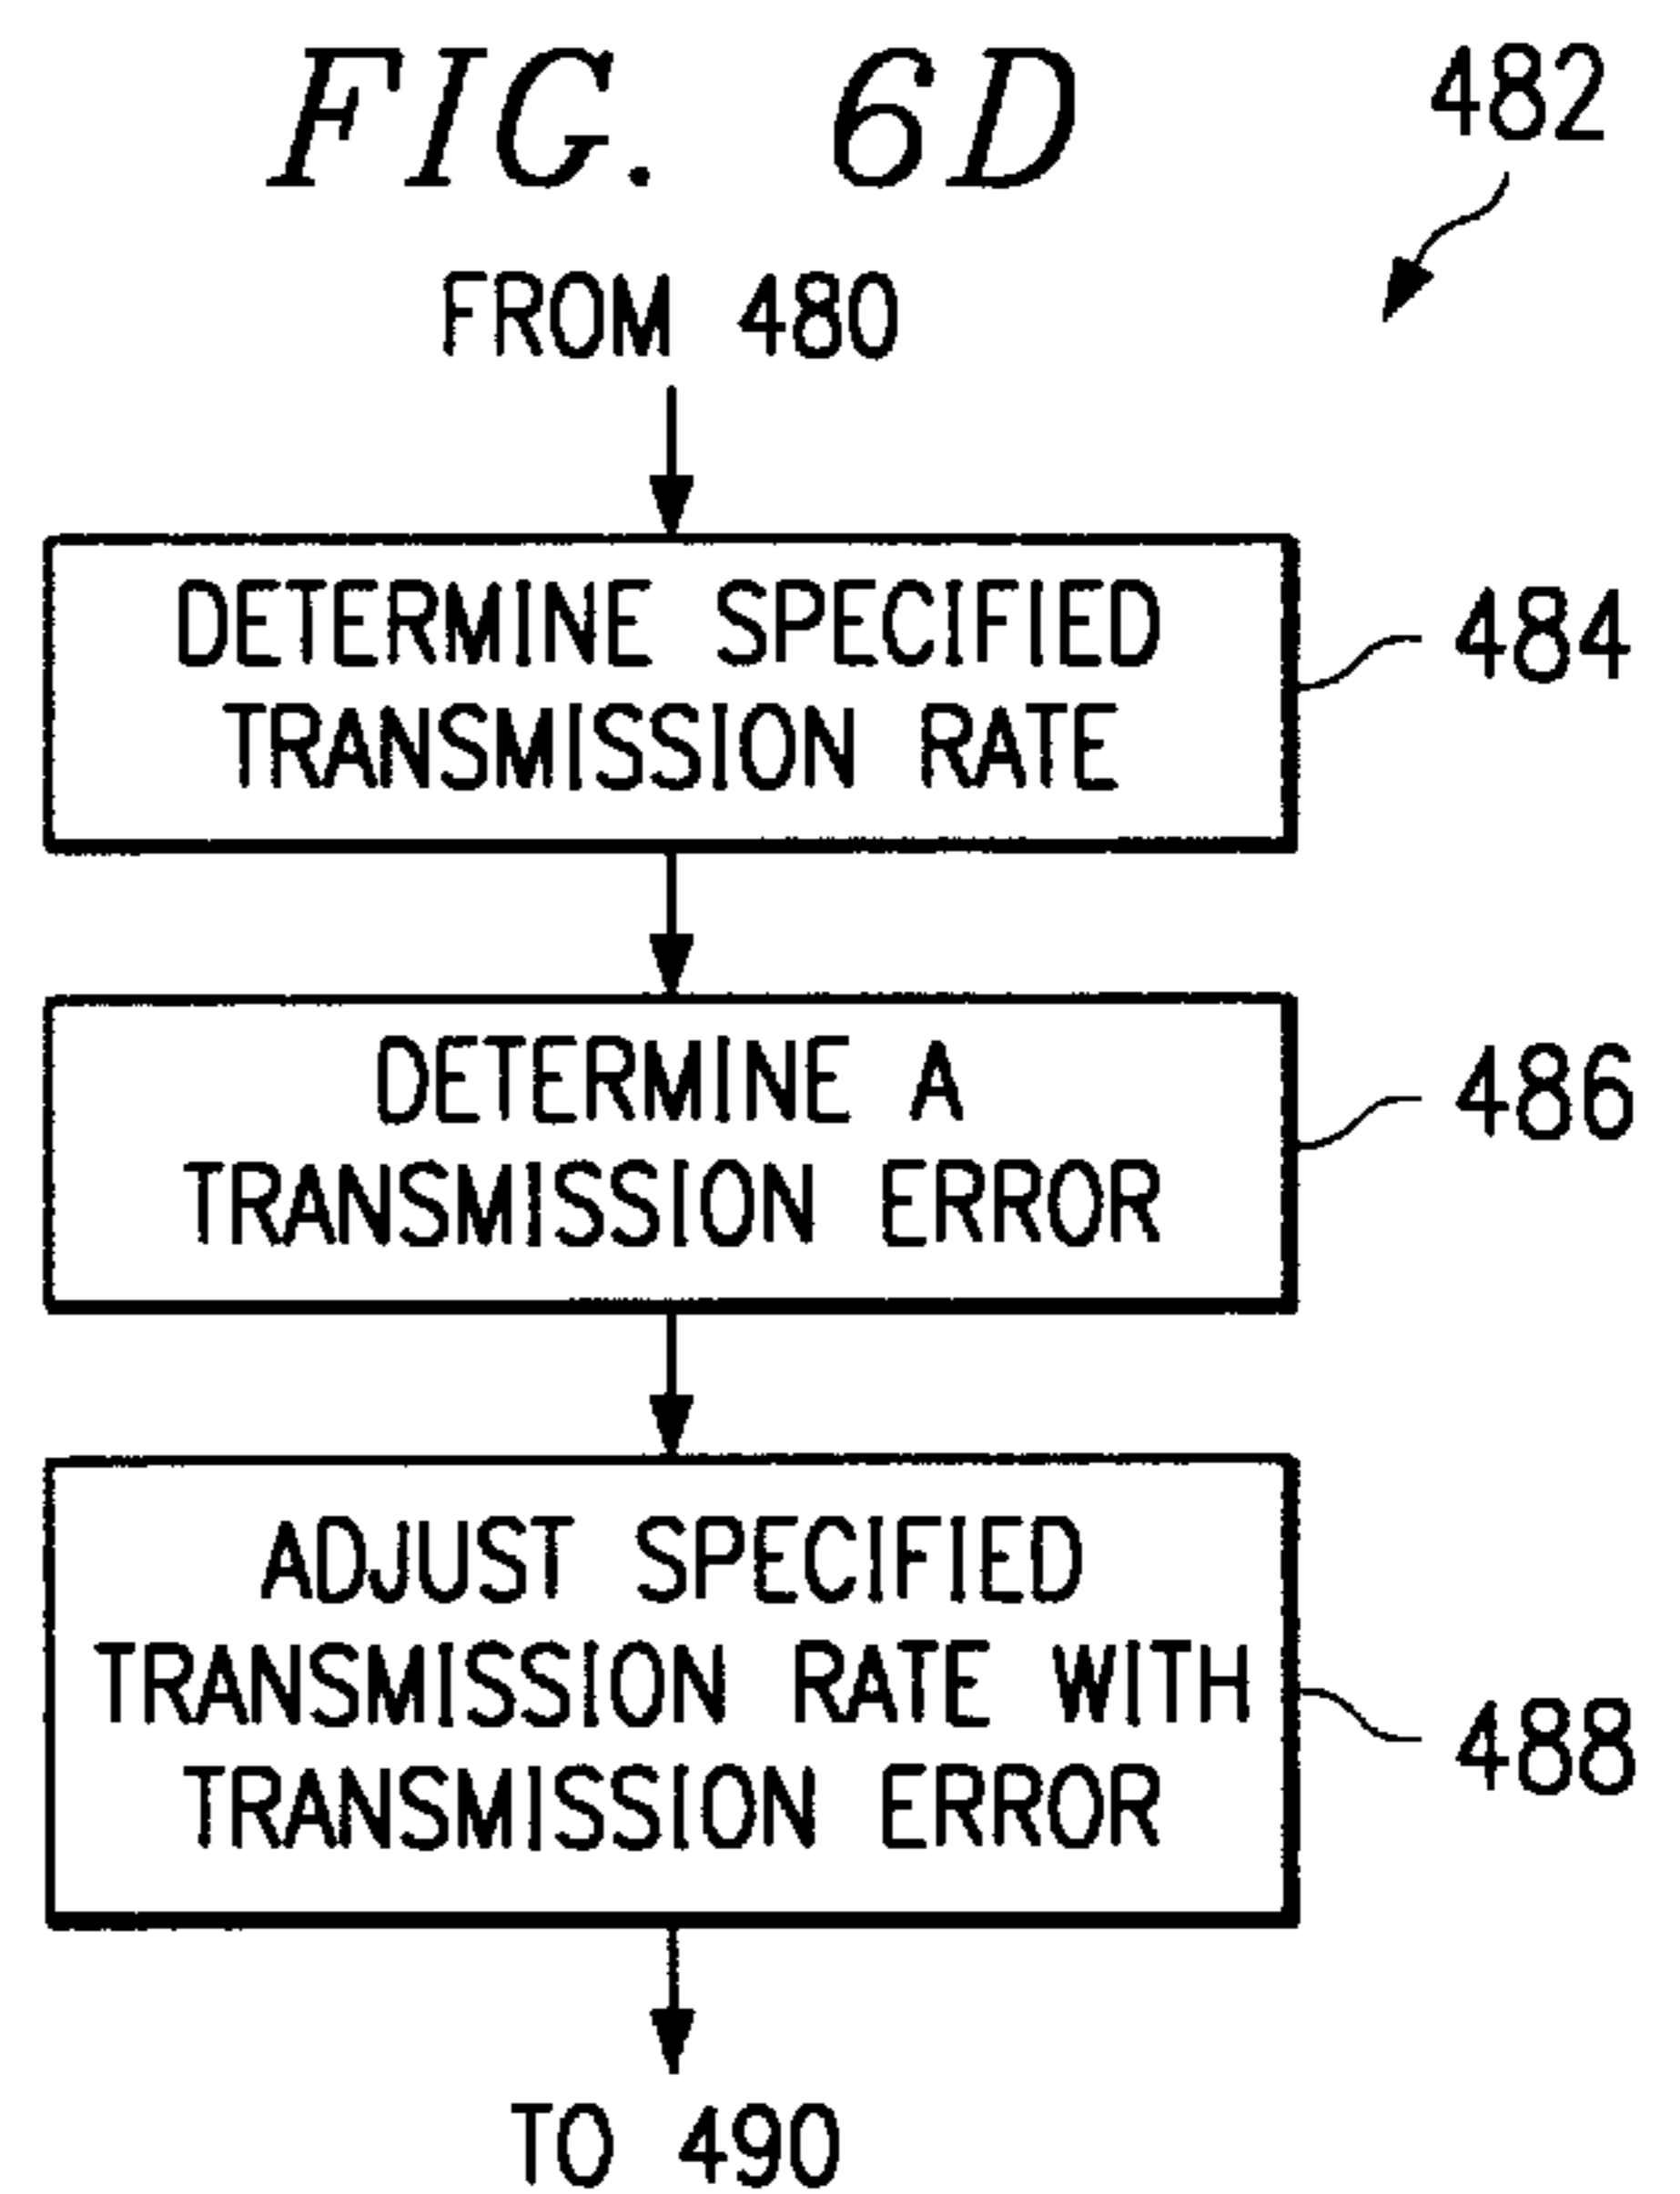 FIG. 6D
482
FROM 480
DETERMINE SPECIFIED
TRANSMISSION RATE
484
DETERMINE A
TRANSMISSION ERROR
486
ADJUST SPECIFIED
TRANSMISSION RATE WITH
TRANSMISSION ERROR
488
TO 490